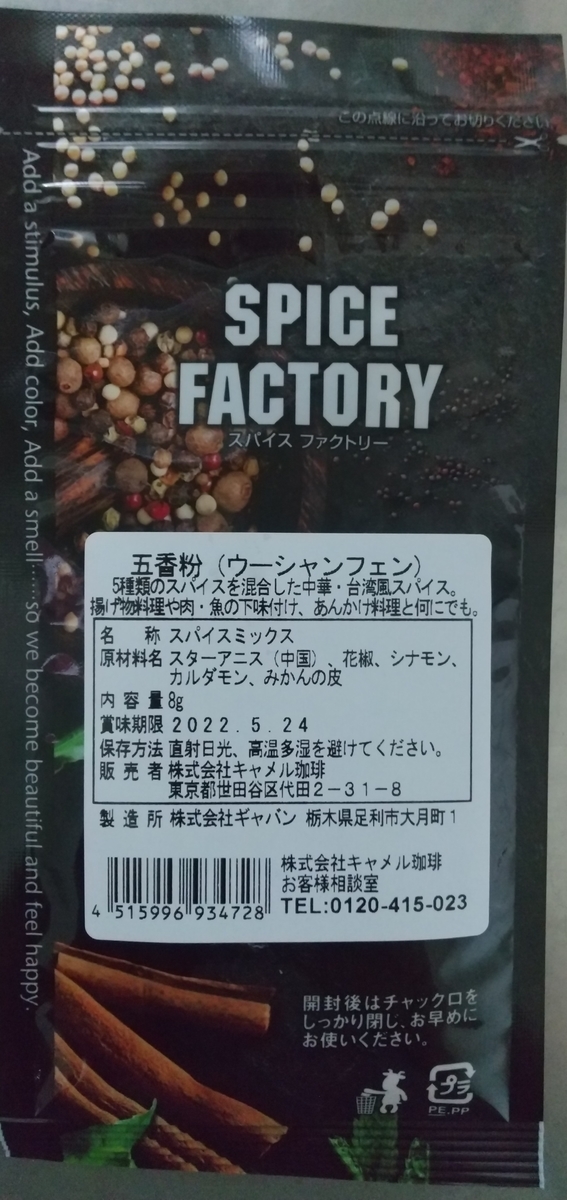 この点線に沿ってお切りください
Add a stimulus, Add color, Add a smell……so we become beautiful and feel happy.
SPICE
FACTORY
スパイス ファクトリー
五香粉（ウーシャンフェン）
5種類のスパイスを混合した中華・台湾風スパイス。
揚げ物料理や肉・魚の下味付け、あんかけ料理と何にでも。
名 称 スパイスミックス
原材料名 スターアニス（中国）、花椒、シナモン、
カルダモン、みかんの皮
内容量 8g
賞味期限 2022.5.24
保存方法 直射日光、高温多湿を避けてください。
販売者 株式会社キャメル珈琲
東京都世田谷区代田2－31－8
製造所 株式会社ギャバン 栃木県足利市大月町1
株式会社キャメル珈琲
お客様相談室
TEL:0120-415-023
4 515996 934728
開封後はチャック口を
しっかり閉じ、お早めに
お使いください。
プラ
PE.PP